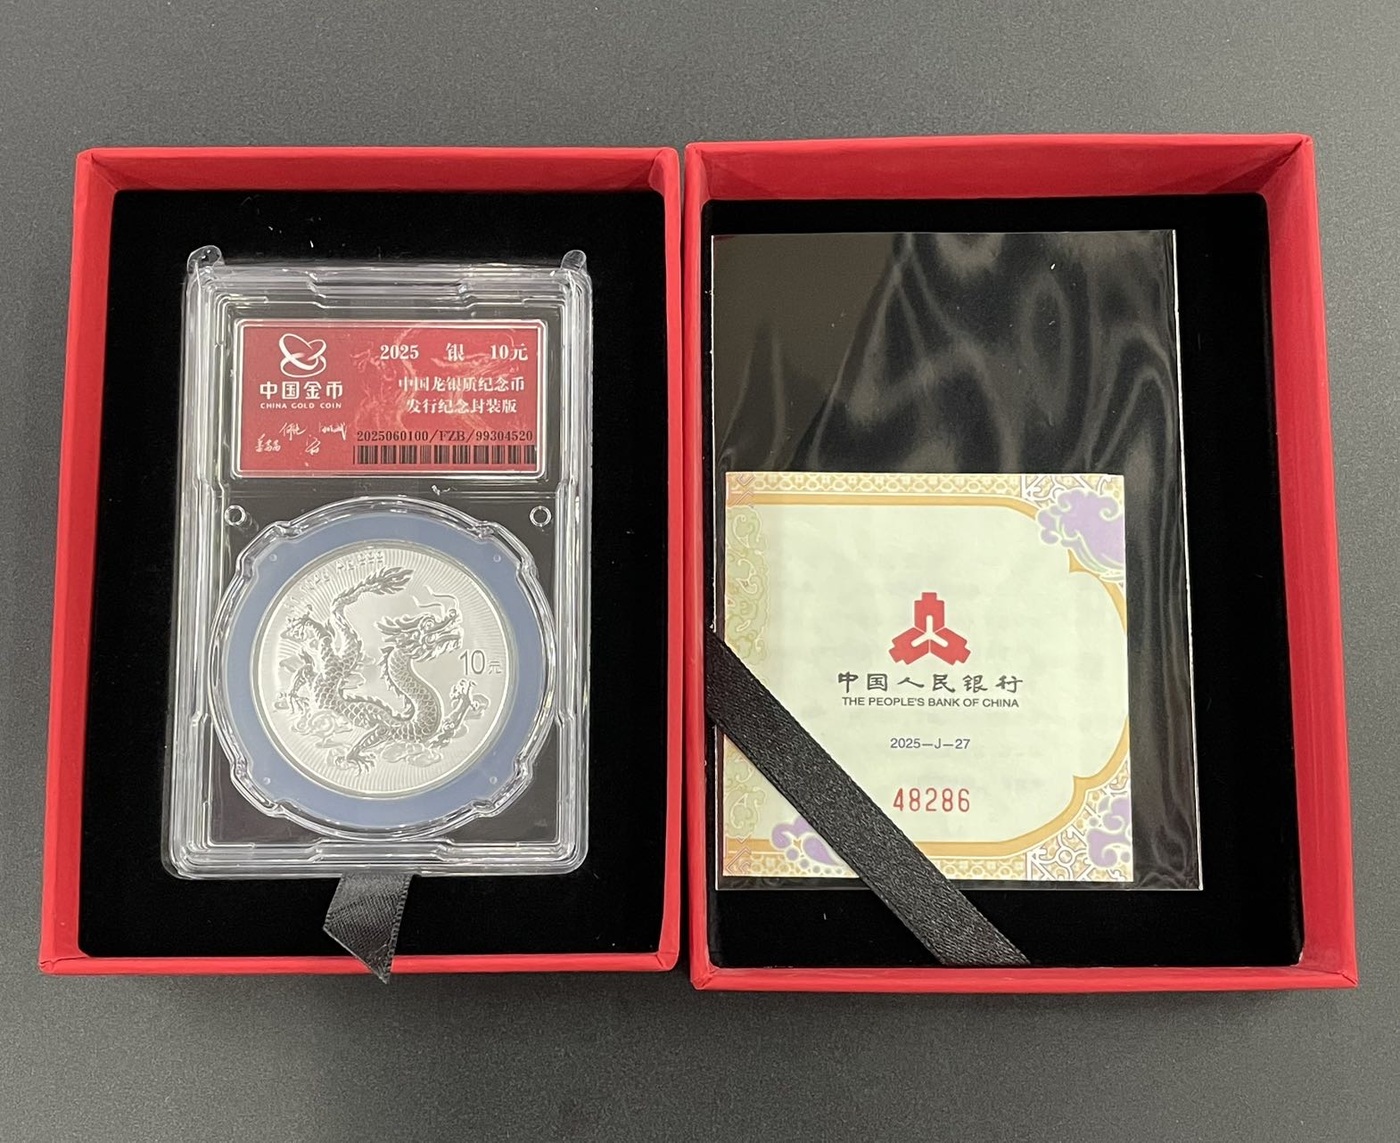 中国金币
CHINA GOLD COIN
2025 银 10元
中国龙银质纪念币
发行纪念封装版
2025060100/FZB/99304520
10元
中国人民银行
THE PEOPLE'S BANK OF CHINA
2025—J—27
48286